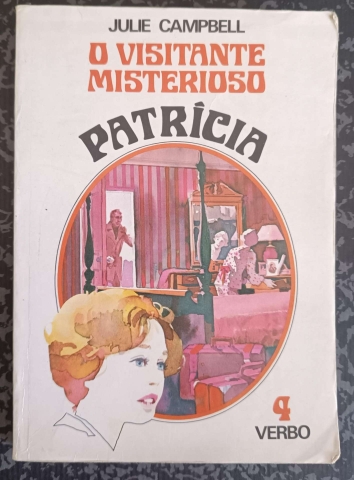 JULIE CAMPBELL
O VISITANTE
MISTERIOSO
PATRÍCIA
4
VERBO